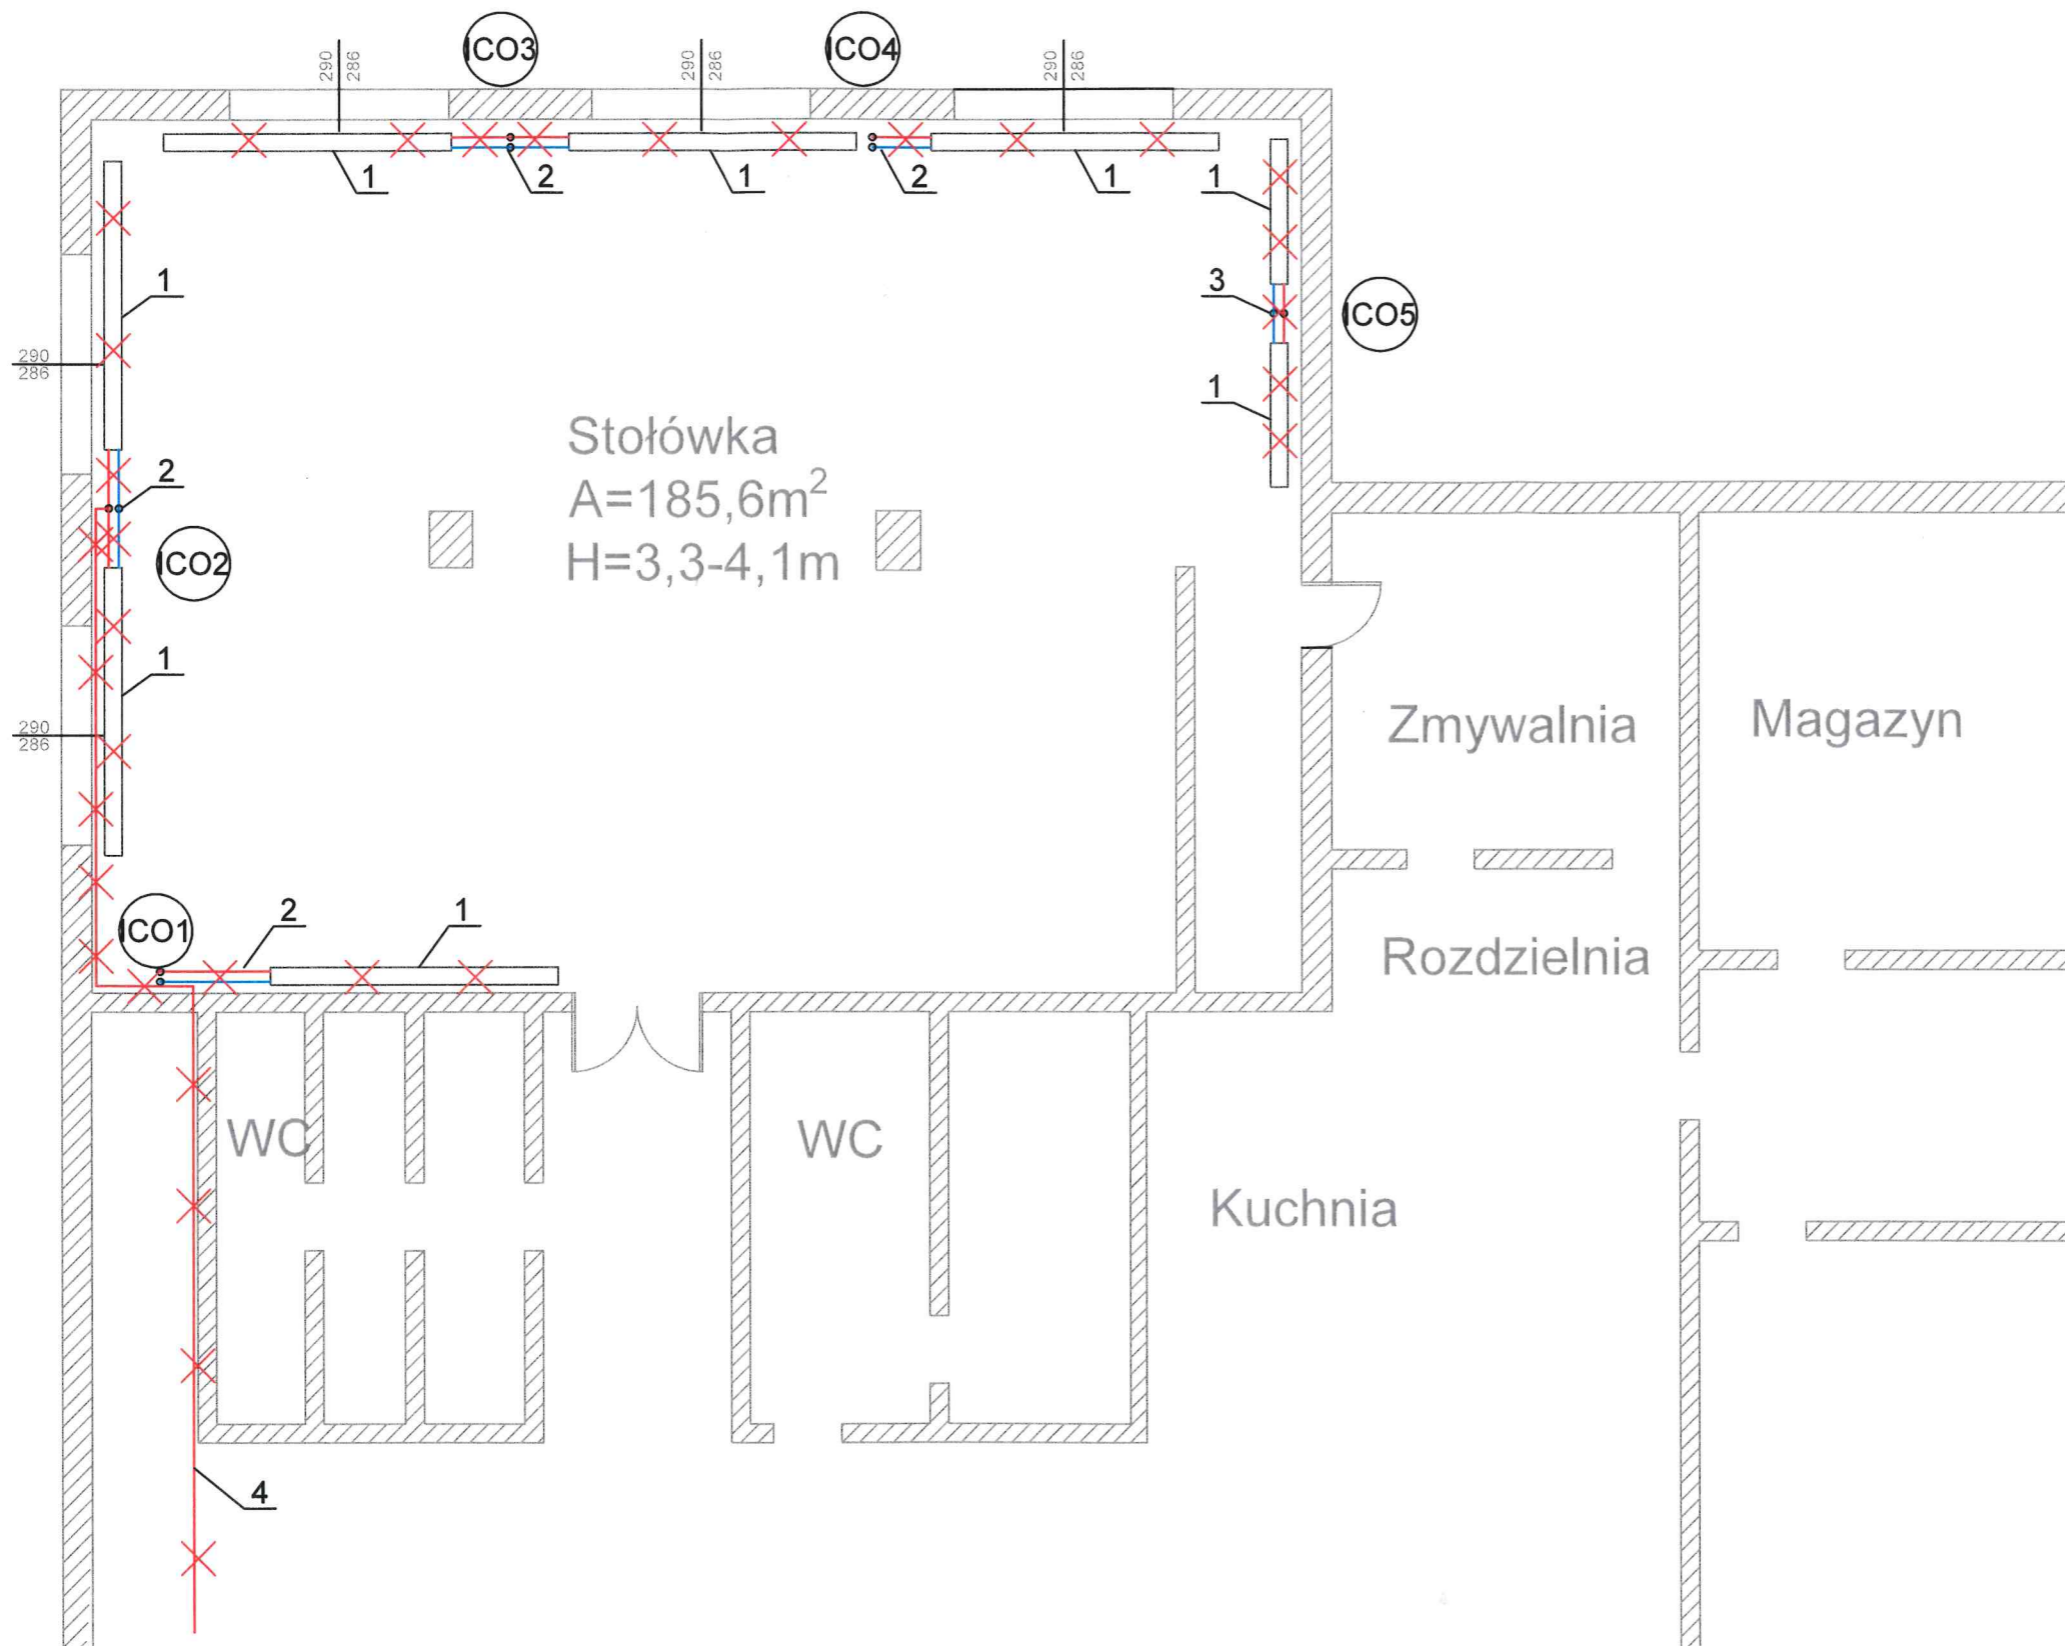 ICO3
ICO4
290
286
290
286
290
286
1
2
1
2
1
1
3
ICO5
1
1
290
286
2
ICO2
Stołówka
A=185,6m²
H=3,3-4,1m
1
290
286
Zmywalnia
Magazyn
ICO1
2
1
Rozdzielnia
WC
WC
Kuchnia
4